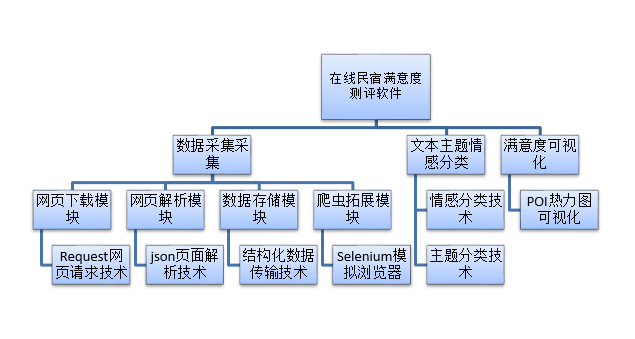 在线民宿满意度
测评软件
数据采集采
集
文本主题情
感分类
满意度可视
化
网页下载模
块
网页解析模
块
数据存储模
块
爬虫拓展模
块
情感分类技
术
POI热力图
可视化
Request网
页请求技术
json页面解
析技术
结构化数据
传输技术
Selenium模
拟浏览器
主题分类技
术